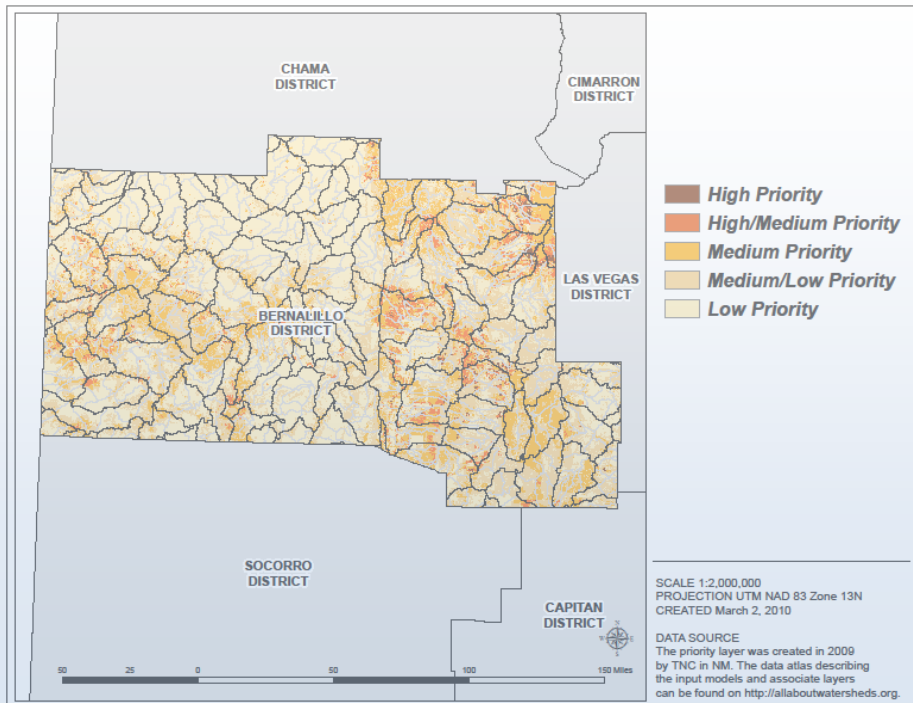 CHAMA
DISTRICT
CIMARRON
DISTRICT
High Priority
High/Medium Priority
Medium Priority
Medium/Low Priority
Low Priority
LAS VEGAS
DISTRICT
BERNALILLO
DISTRICT
SOCORRO
DISTRICT
CAPITAN
DISTRICT
SCALE 1:2,000,000
PROJECTION UTM NAD 83 Zone 13N
CREATED March 2, 2010
DATA SOURCE
The priority layer was created in 2009
by TNC in NM. The data atlas describing
the input models and associate layers
can be found on http://allaboutwatersheds.org.
N
W E
S
50 25 0 50 100 150 Miles